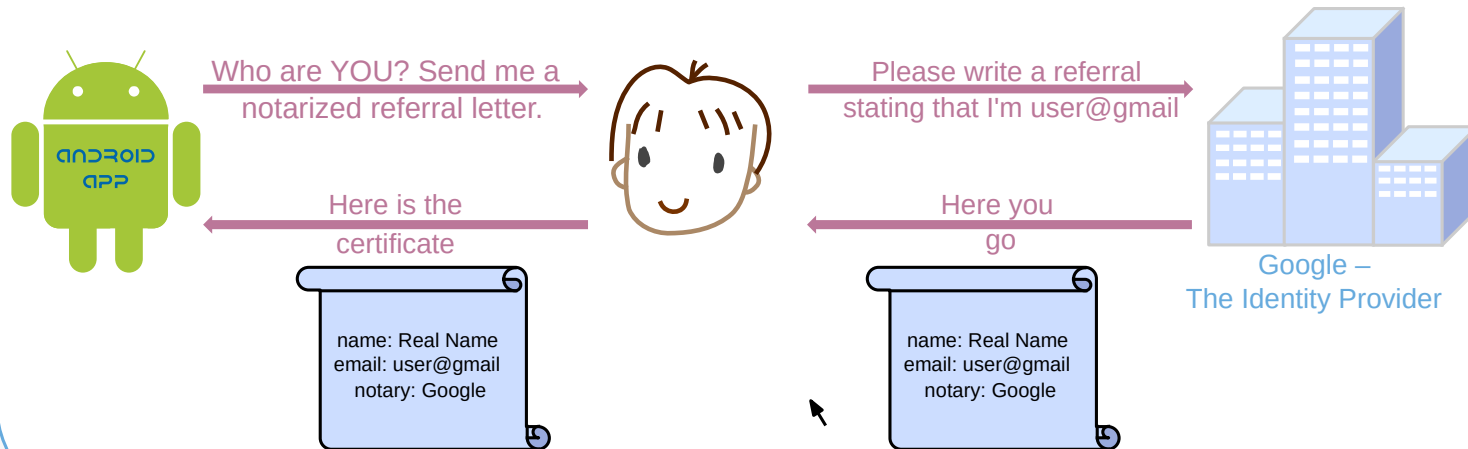 Who are YOU? Send me a
notarized referral letter.
Please write a referral
stating that I'm user@gmail
ANDROID
APP
Here is the
certificate
Here you
go
Google –
The Identity Provider
name: Real Name
email: user@gmail
notary: Google
name: Real Name
email: user@gmail
notary: Google